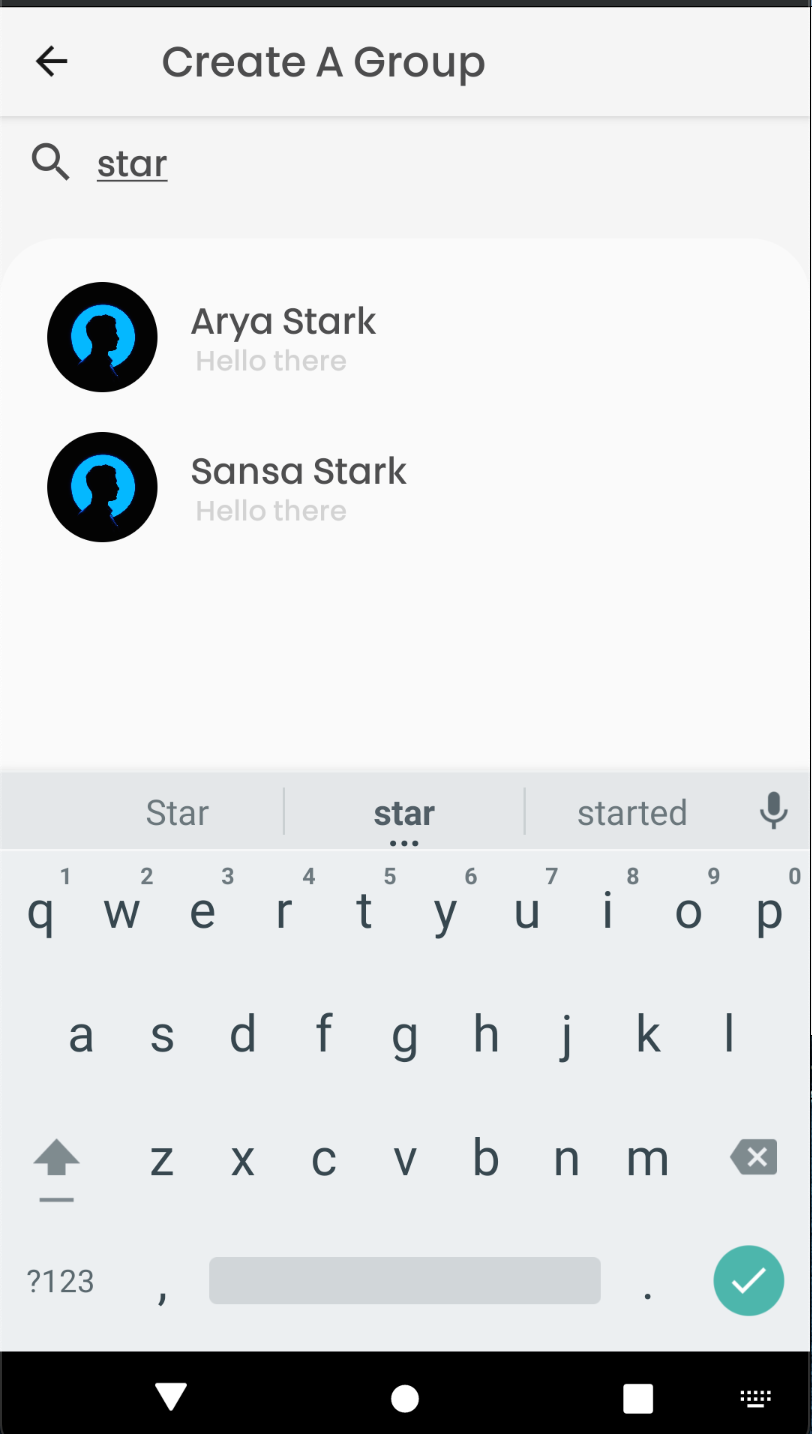 Create A Group
star
Arya Stark
Hello there
Sansa Stark
Hello there
Star star started
1 2 3 4 5 6 7 8 9 0
q w e r t y u i o p
a s d f g h j k l
z x c v b n m
?123 , .